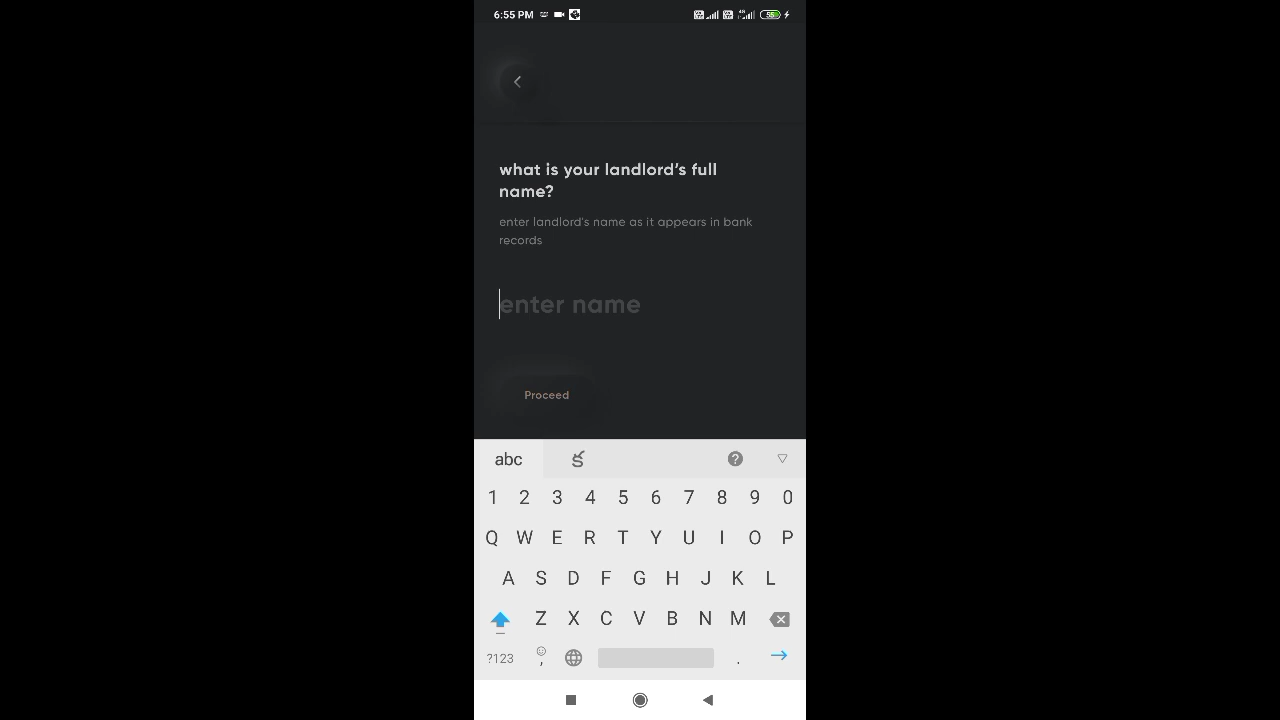 6:55 PM
what is your landlord's full
name?
enter landlord's name as it appears in bank
records
enter name
Proceed
abc
1 2 3 4 5 6 7 8 9 0
Q W E R T Y U I O P
A S D F G H J K L
Z X C V B N M
?123 , .